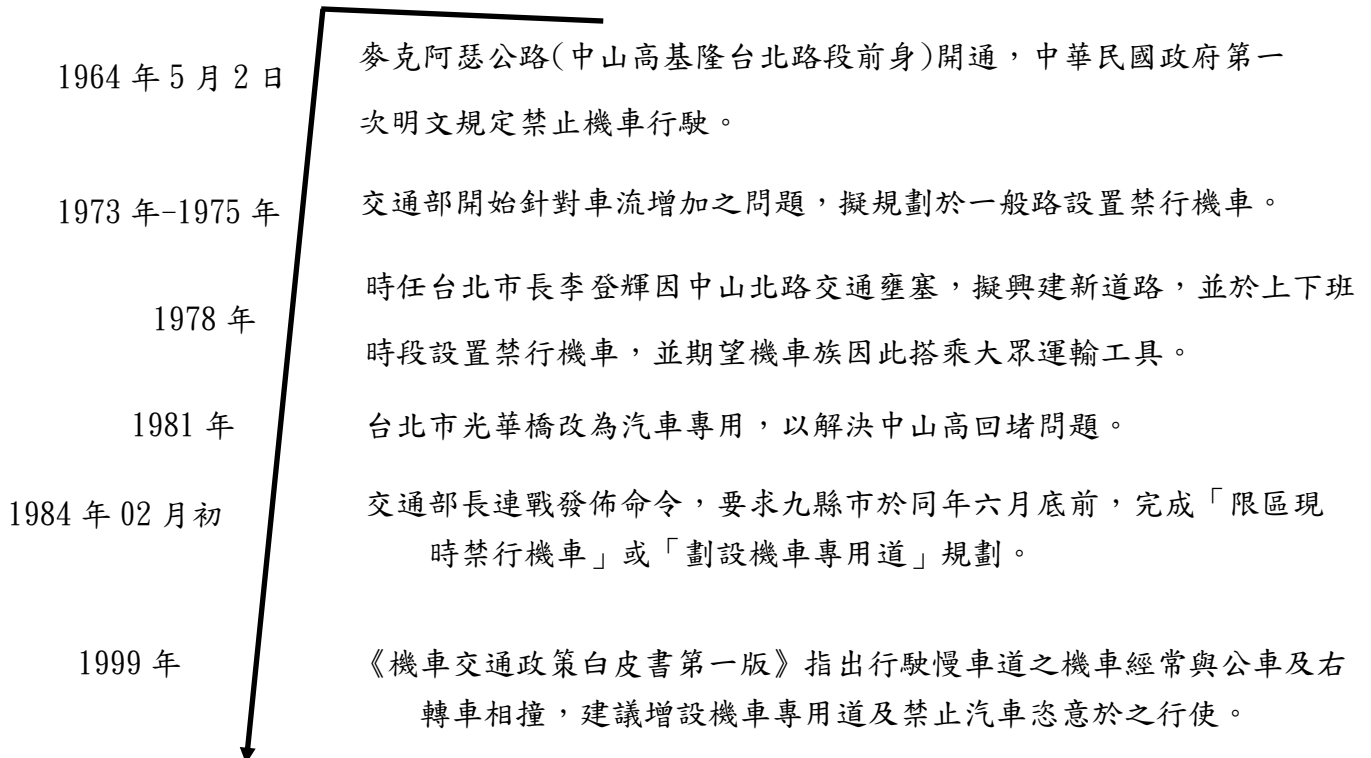 1964 年 5 月 2 日
麥克阿瑟公路(中山高基隆台北路段前身)開通，中華民國政府第一
次明文規定禁止機車行駛。
1973 年-1975 年
交通部開始針對車流增加之問題，擬規劃於一般路設置禁行機車。
1978 年
時任台北市長李登輝因中山北路交通壅塞，擬興建新道路，並於上下班
時段設置禁行機車，並期望機車族因此搭乘大眾運輸工具。
1981 年
台北市光華橋改為汽車專用，以解決中山高回堵問題。
1984 年 02 月初
交通部長連戰發佈命令，要求九縣市於同年六月底前，完成「限區現
時禁行機車」或「劃設機車專用道」規劃。
1999 年
《機車交通政策白皮書第一版》指出行駛慢車道之機車經常與公車及右
轉車相撞，建議增設機車專用道及禁止汽車恣意於之行使。